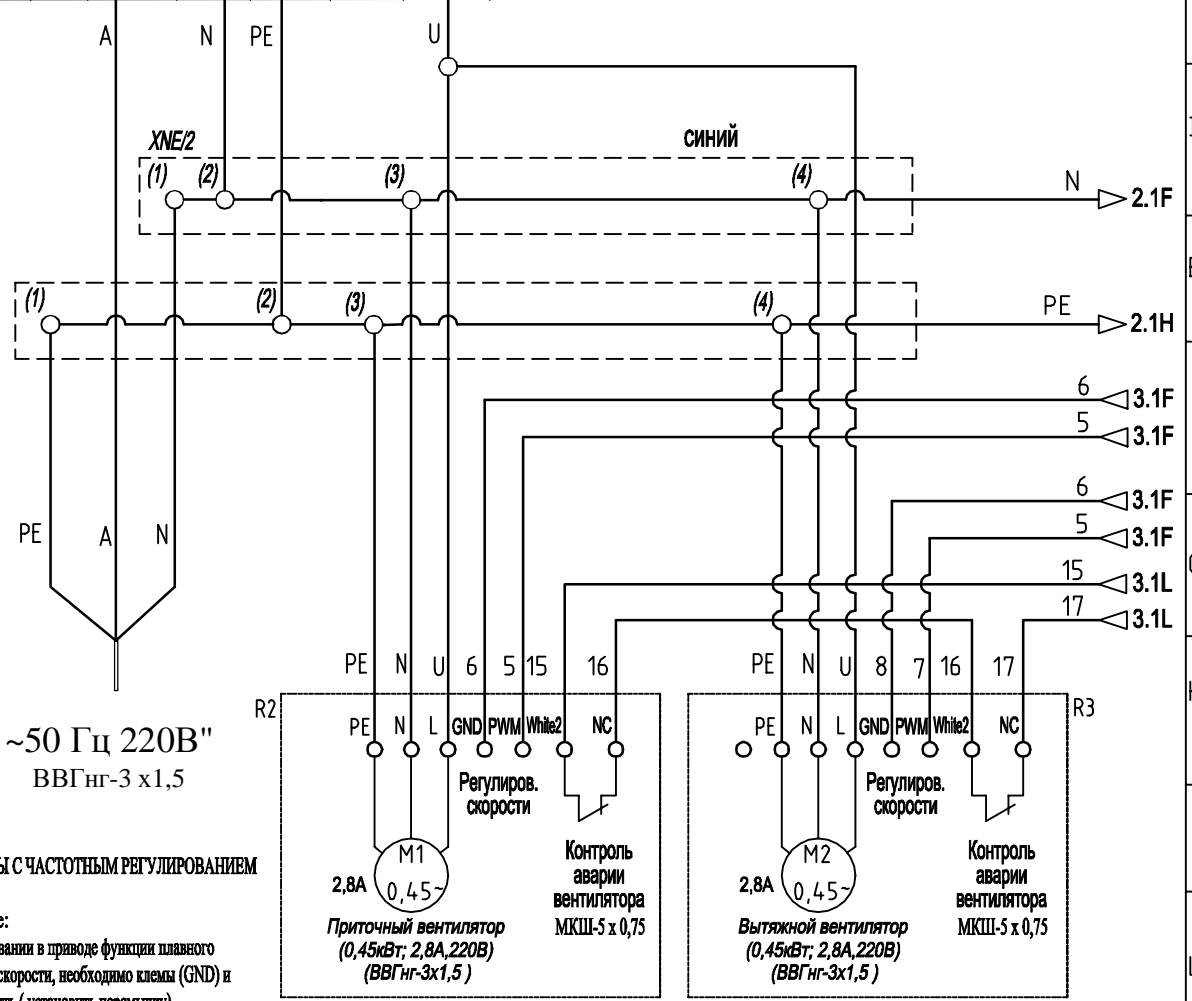 A N PE U
XNE/2 СИНИЙ
(1) (2) (3) (4) N 2.1F
(1) (2) (3) (4) PE 2.1H
6 3.1F
5 3.1F
6 3.1F
5 3.1F
15 3.1L
17 3.1L
PE A N
PE N U 6 5 15 16 PE N U 8 7 16 17
R2 PE N L GND PWM White2 NC PE N L GND PWM White2 NC R3
~50 Гц 220В"
ВВГнг-3 х1,5
Регулиров.
скорости
Регулиров.
скорости
Ы С ЧАСТОТНЫМ РЕГУЛИРОВАНИЕМ
е:
вании в приводе функции плавного
скорости, необходимо клемы (GND) и
М1
2,8А 0,45~
Контроль
аварии
вентилятора
МКШ-5 х 0,75
Приточный вентилятор
(0,45кВт; 2,8А,220В)
(ВВГнг-3х1,5 )
М2
2,8А 0,45~
Контроль
аварии
вентилятора
МКШ-5 х 0,75
Вытяжной вентилятор
(0,45кВт; 2,8А,220В)
(ВВГнг-3х1,5 )